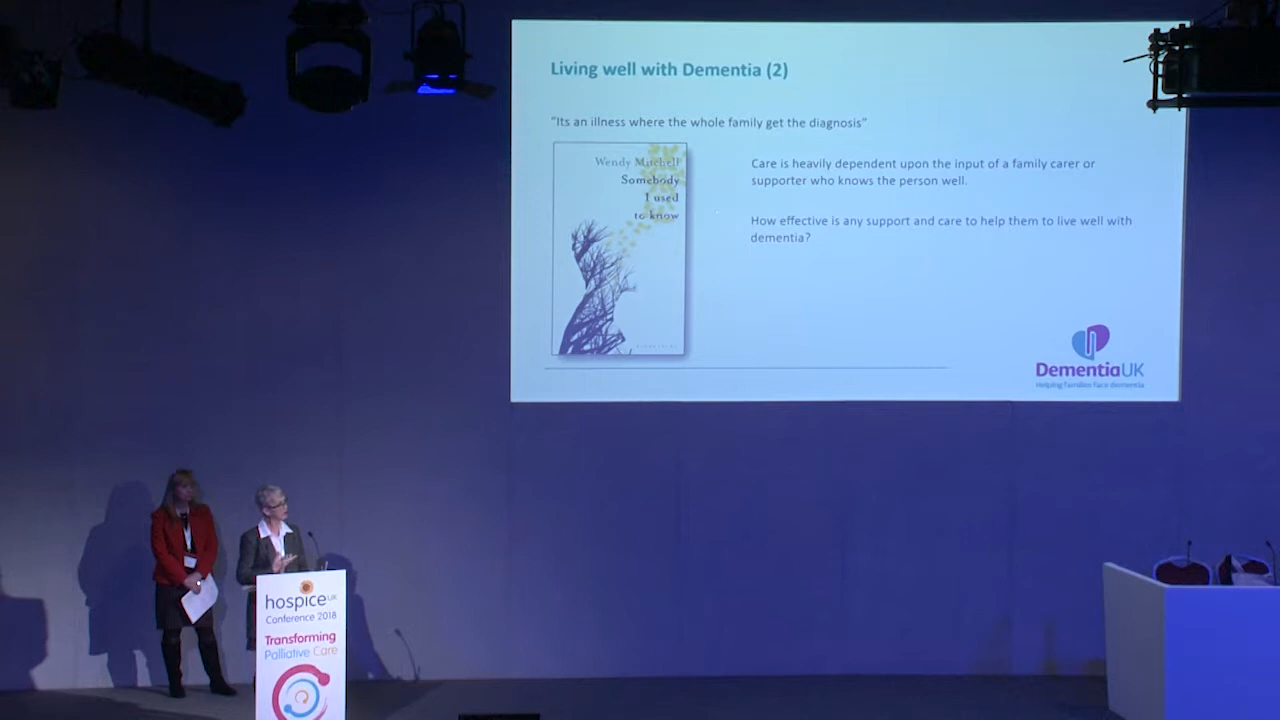 Living well with Dementia (2)
"Its an illness where the whole family get the diagnosis"
Wendy Mitchell
Somebody
I used
to know
Care is heavily dependent upon the input of a family carer or
supporter who knows the person well.
How effective is any support and care to help them to live well with
dementia?
DementiaUK
Helping families face dementia
hospice UK
Conference 2018
Transforming
Palliative Care